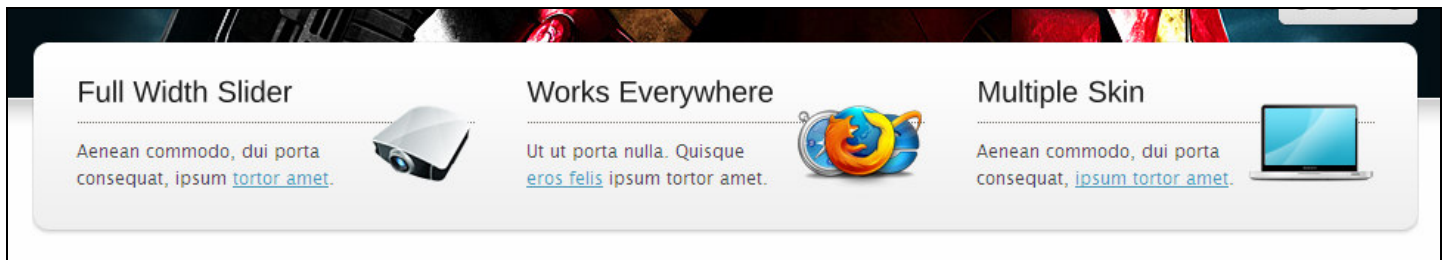 Full Width Slider
Aenean commodo, dui porta
consequat, ipsum tortor amet.
Works Everywhere
Ut ut porta nulla. Quisque
eros felis ipsum tortor amet.
Multiple Skin
Aenean commodo, dui porta
consequat, ipsum tortor amet.